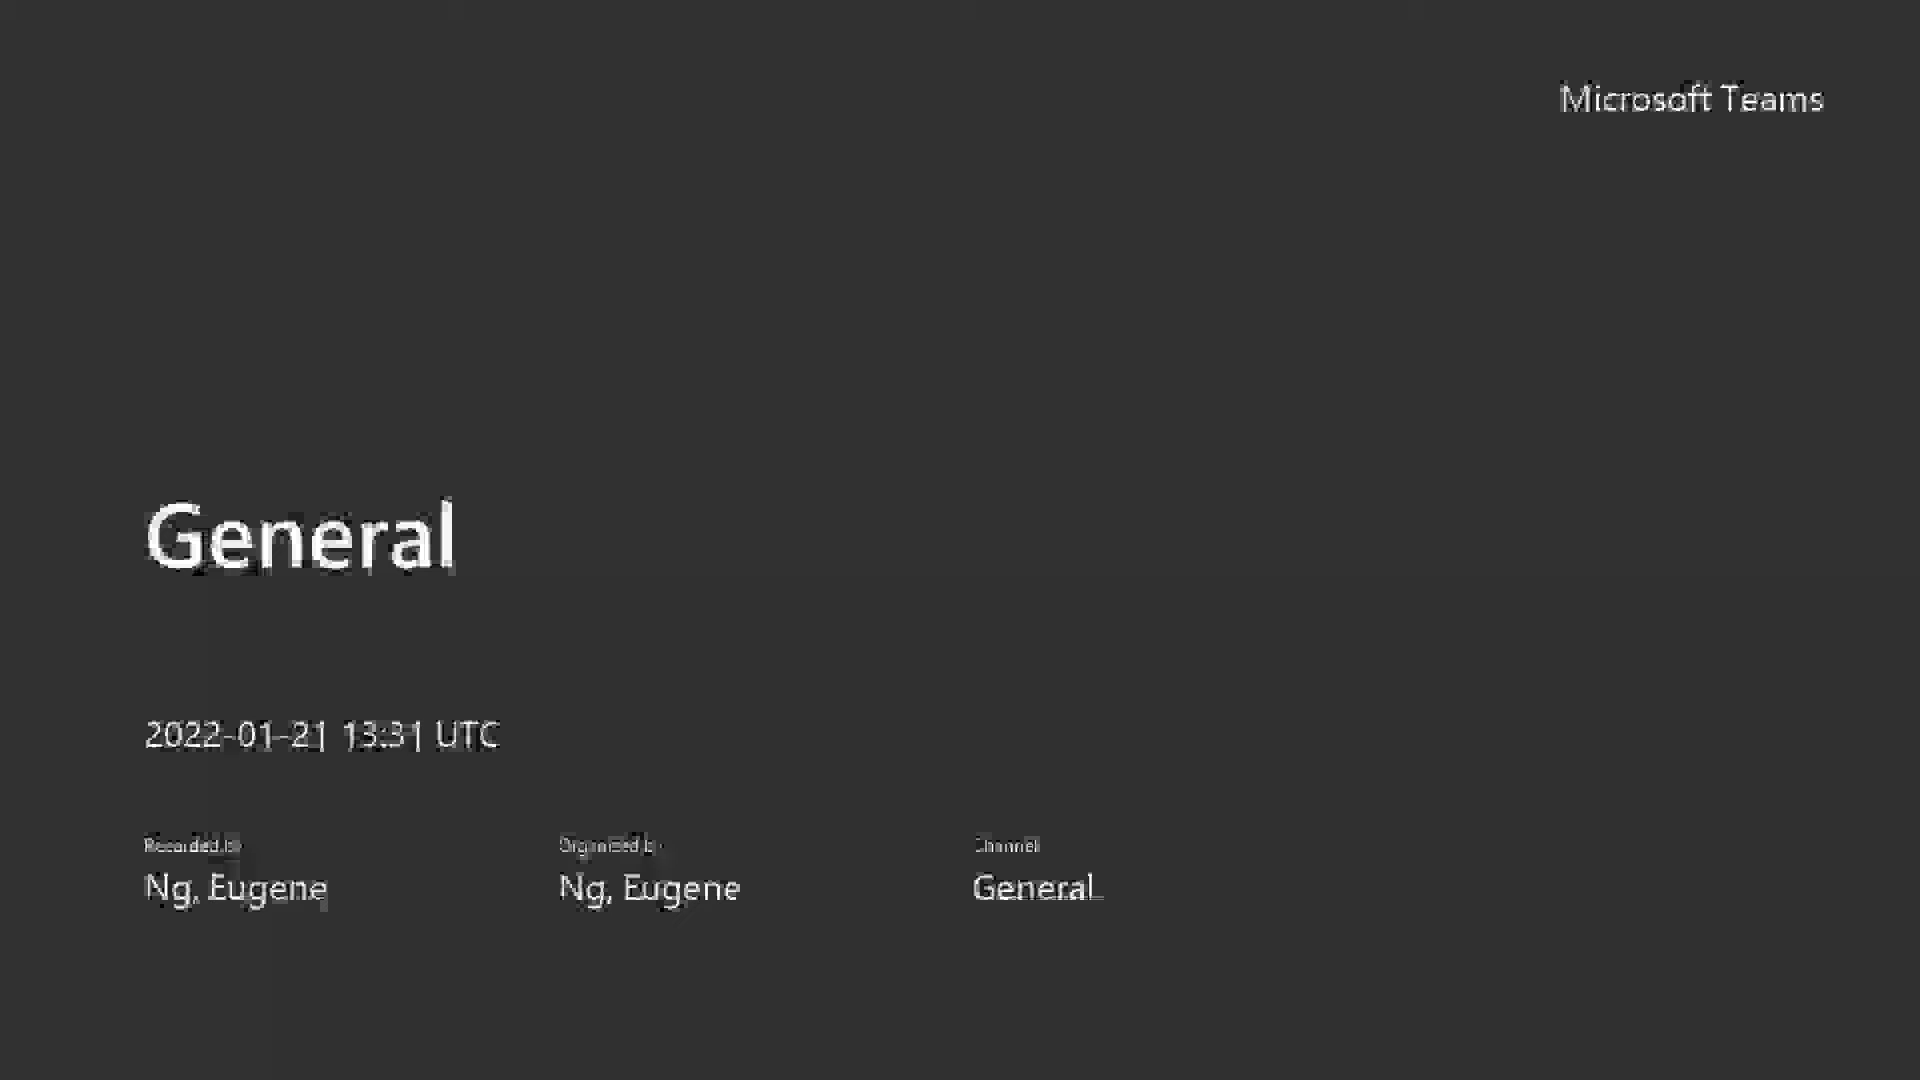 Microsoft Teams
General
2022-01-21 13:31 UTC
Recorded by
Organized by
Channel
Ng, Eugene
Ng, Eugene
General